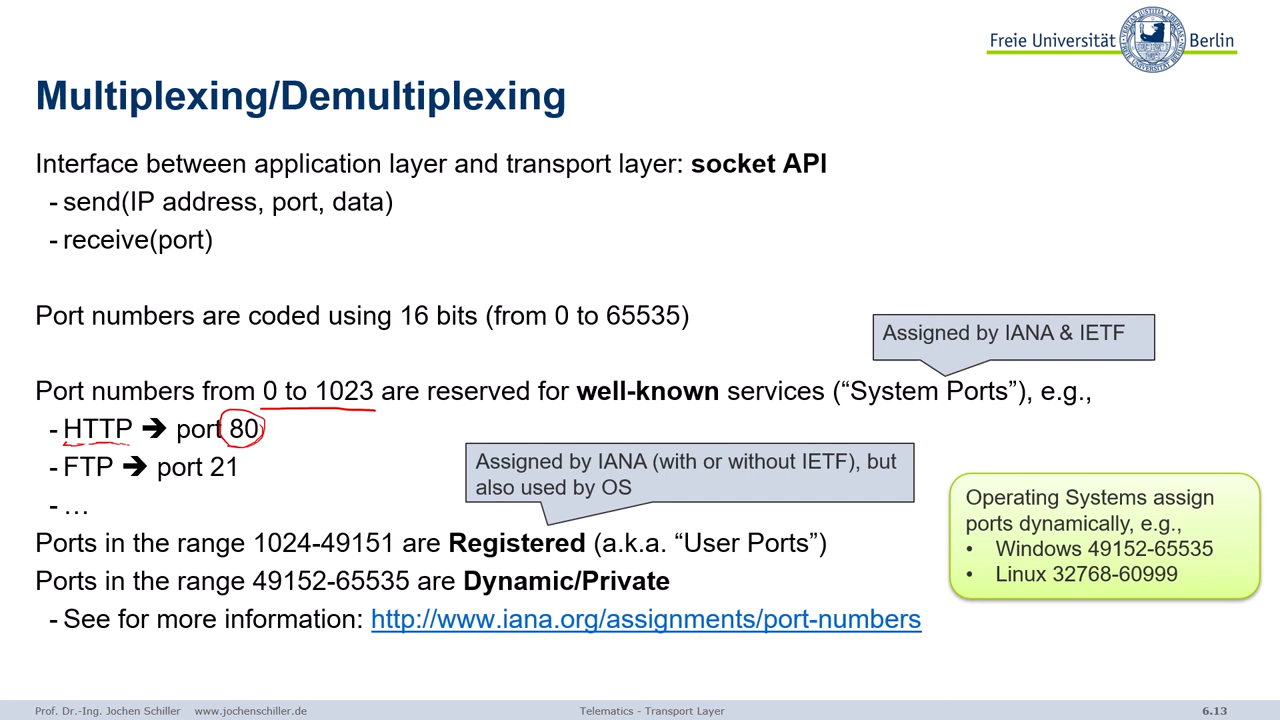 Freie Universität Berlin
Multiplexing/Demultiplexing
Interface between application layer and transport layer: socket API
- send(IP address, port, data)
- receive(port)
Port numbers are coded using 16 bits (from 0 to 65535)
Assigned by IANA & IETF
Port numbers from 0 to 1023 are reserved for well-known services (“System Ports”), e.g.,
- HTTP ➔ port 80
- FTP ➔ port 21
- …
Assigned by IANA (with or without IETF), but
also used by OS
Ports in the range 1024-49151 are Registered (a.k.a. “User Ports”)
Ports in the range 49152-65535 are Dynamic/Private
- See for more information: http://www.iana.org/assignments/port-numbers
Operating Systems assign
ports dynamically, e.g.,
• Windows 49152-65535
• Linux 32768-60999
Prof. Dr.-Ing. Jochen Schiller www.jochenschiller.de Telematics - Transport Layer 6.13